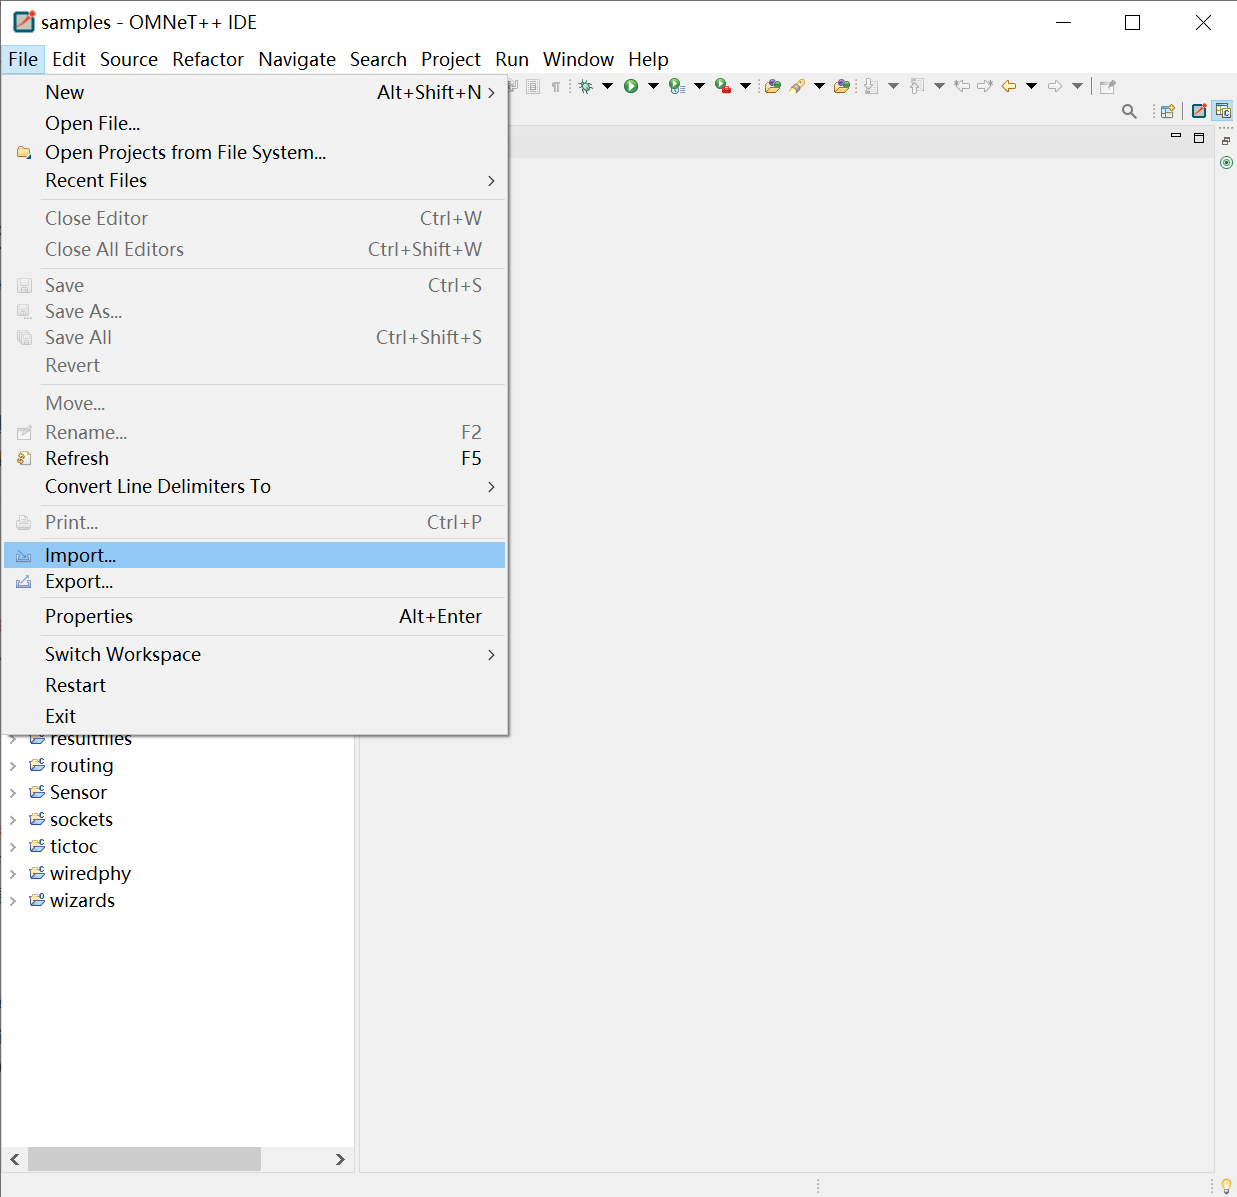 samples - OMNeT++ IDE
File Edit Source Refactor Navigate Search Project Run Window Help
New Alt+Shift+N
Open File...
Open Projects from File System...
Recent Files
Close Editor Ctrl+W
Close All Editors Ctrl+Shift+W
Save Ctrl+S
Save As...
Save All Ctrl+Shift+S
Revert
Move...
Rename... F2
Refresh F5
Convert Line Delimiters To
Print... Ctrl+P
Import...
Export...
Properties Alt+Enter
Switch Workspace
Restart
Exit
resultfiles
routing
Sensor
sockets
tictoc
wiredphy
wizards